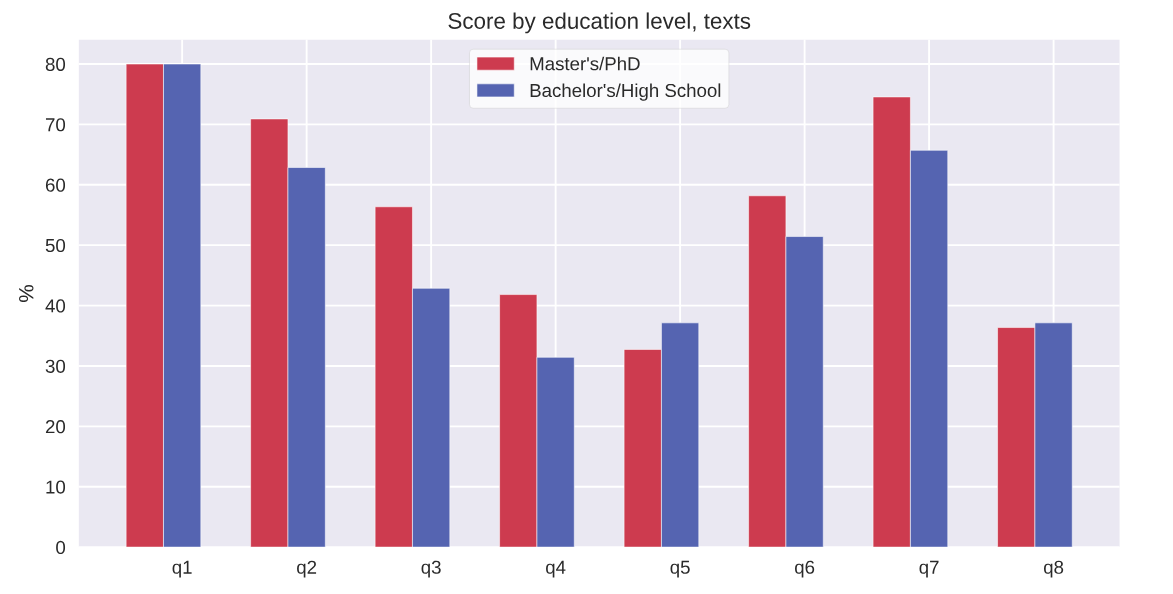 Score by education level, texts
Master's/PhD
Bachelor's/High School
%
80
70
60
50
40
30
20
10
0
q1 q2 q3 q4 q5 q6 q7 q8